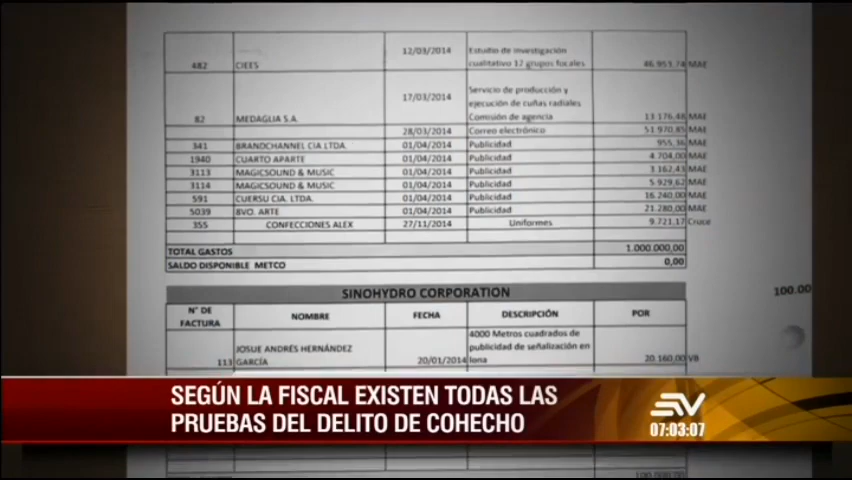 482 CIEES 12/03/2014 Estudio de investigación cualitativo 12 grupos focales 86.953,74 MAE
82 MEDAGLIA S.A. 17/03/2014 Servicio de producción y ejecución de cuñas radiales Comisión de agencia 13.176,48 MAE
28/03/2014 Correo electrónico 51.970,85 MAE
341 BRANDCHANNEL CIA LTDA. 01/04/2014 Publicidad 955,36 MAE
1940 CUARTO APARTE 01/04/2014 Publicidad 4.704,00 MAE
3113 MAGICSOUND & MUSIC 01/04/2014 Publicidad 3.162,43 MAE
3114 MAGICSOUND & MUSIC 01/04/2014 Publicidad 5.929,62 MAE
591 CUERSU CIA. LTDA. 01/04/2014 Publicidad 16.240,00 MAE
5039 8VO. ARTE 01/04/2014 Publicidad 21.280,00 MAE
355 CONFECCIONES ALEX 27/11/2014 Uniformes 9.721,17 Cruce
TOTAL GASTOS 1.000.000,00
SALDO DISPONIBLE METCO 0,00
SINOHYDRO CORPORATION
100.00
N° DE FACTURA NOMBRE FECHA DESCRIPCIÓN POR
113 JOSUE ANDRÉS HERNÁNDEZ GARCÍA 20/01/2014 4000 Metros cuadrados de publicidad de señalización en lona 20.160,00 VB
SEGÚN LA FISCAL EXISTEN TODAS LAS
PRUEBAS DEL DELITO DE COHECHO
07:03:07